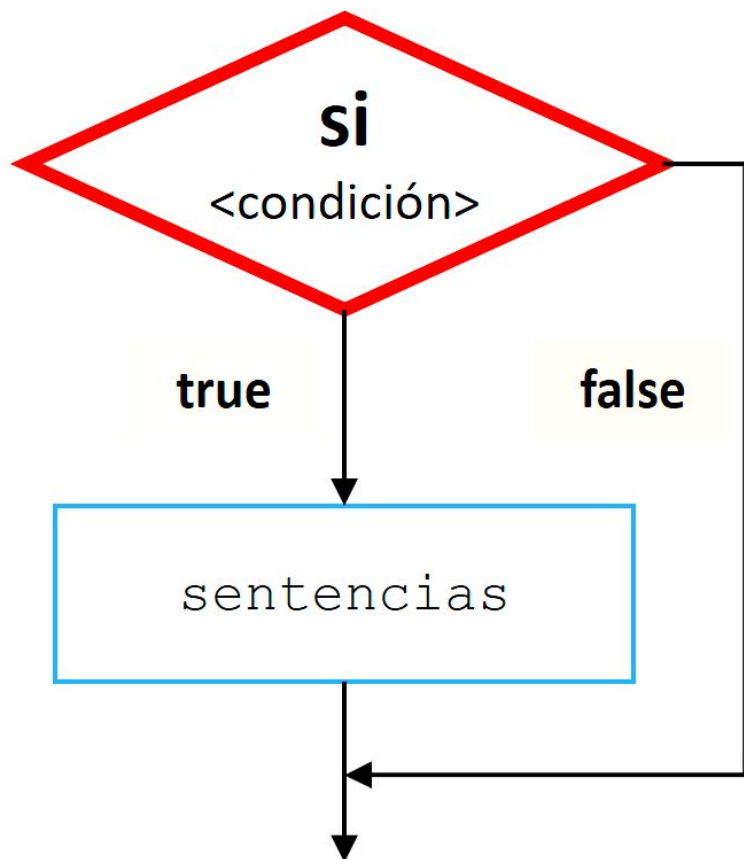 si
<condición>
true
false
sentencias